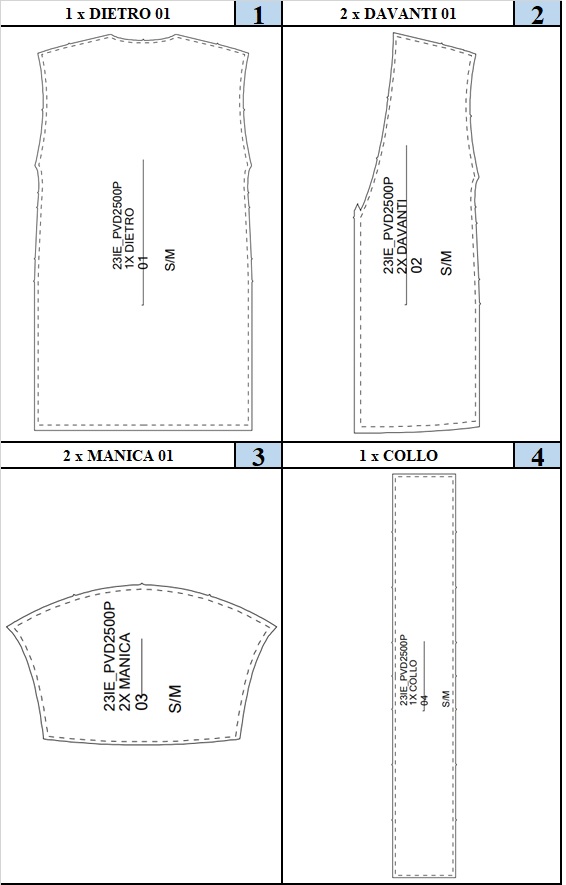 1 x DIETRO 01
1
23IE_PVD2500P
1X DIETRO
01
S/M
2 x DAVANTI 01
2
23IE_PVD2500P
2X DAVANTI
02
S/M
2 x MANICA 01
3
23IE_PVD2500P
2X MANICA
03
S/M
1 x COLLO
4
23IE_PVD2500P
1X COLLO
04
S/M